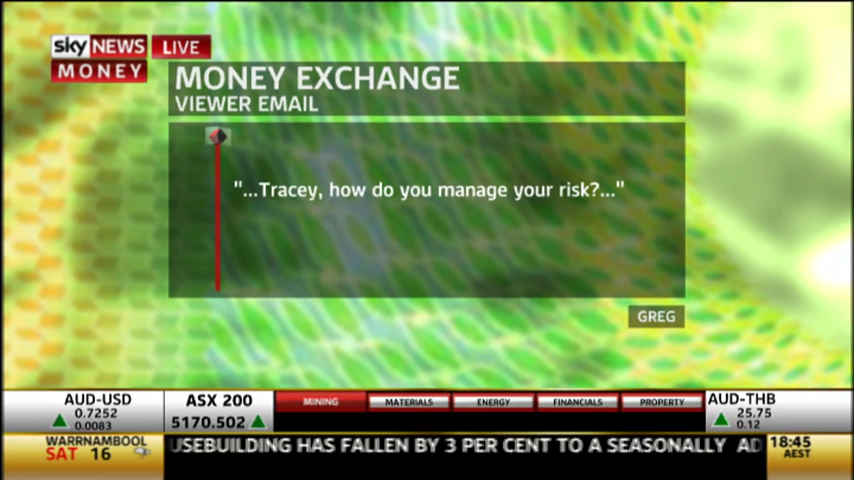 sky NEWS LIVE
MONEY
MONEY EXCHANGE
VIEWER EMAIL
"...Tracey, how do you manage your risk?..."
GREG
AUD-USD
0.7252
0.0083
ASX 200
5170.502
MINING MATERIALS ENERGY FINANCIALS PROPERTY
AUD-THB
25.75
0.12
WARRNAMBOOL
SAT 16
USEBUILDING HAS FALLEN BY 3 PER CENT TO A SEASONALLY AD
18:45
AEST